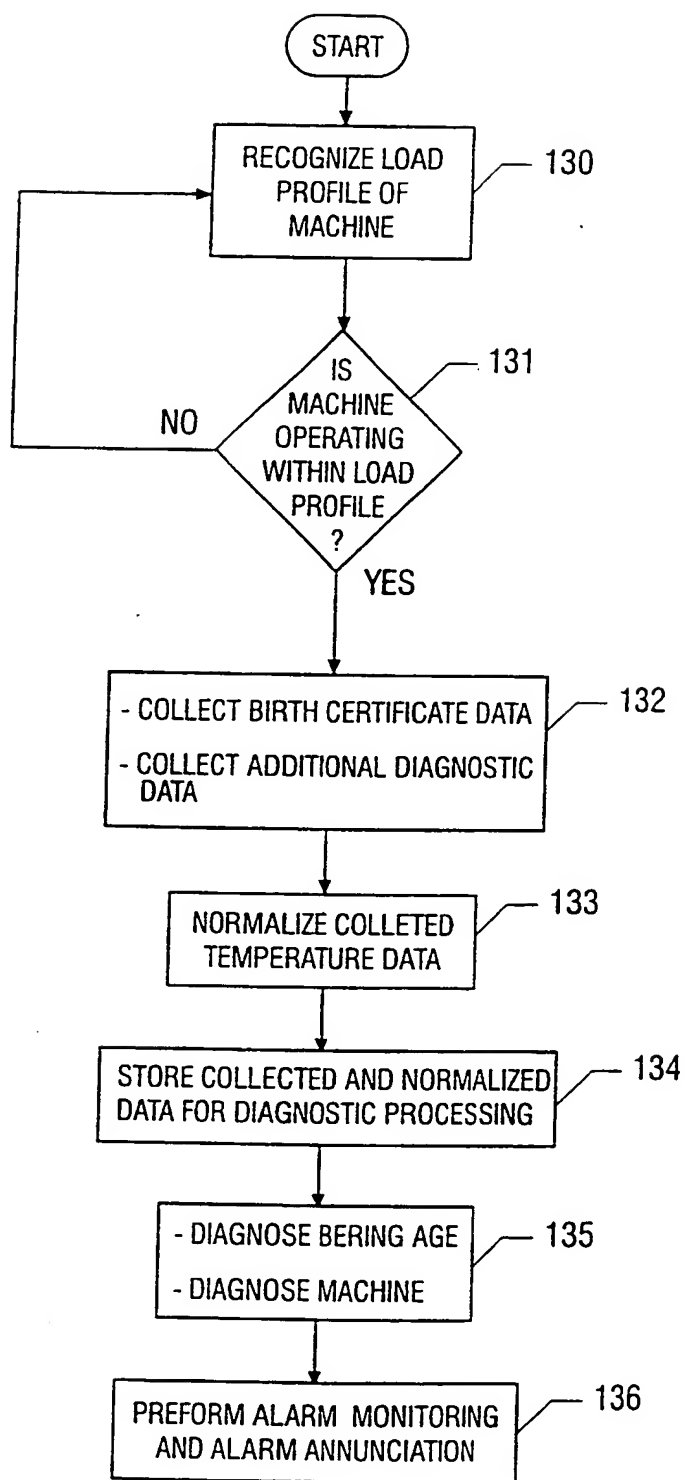 START
RECOGNIZE LOAD
PROFILE OF
MACHINE
130
IS
MACHINE
OPERATING
WITHIN LOAD
PROFILE
?
131
NO
YES
- COLLECT BIRTH CERTIFICATE DATA
- COLLECT ADDITIONAL DIAGNOSTIC
DATA
132
NORMALIZE COLLETED
TEMPERATURE DATA
133
STORE COLLECTED AND NORMALIZED
DATA FOR DIAGNOSTIC PROCESSING
134
- DIAGNOSE BERING AGE
- DIAGNOSE MACHINE
135
PREFORM ALARM MONITORING
AND ALARM ANNUNCIATION
136